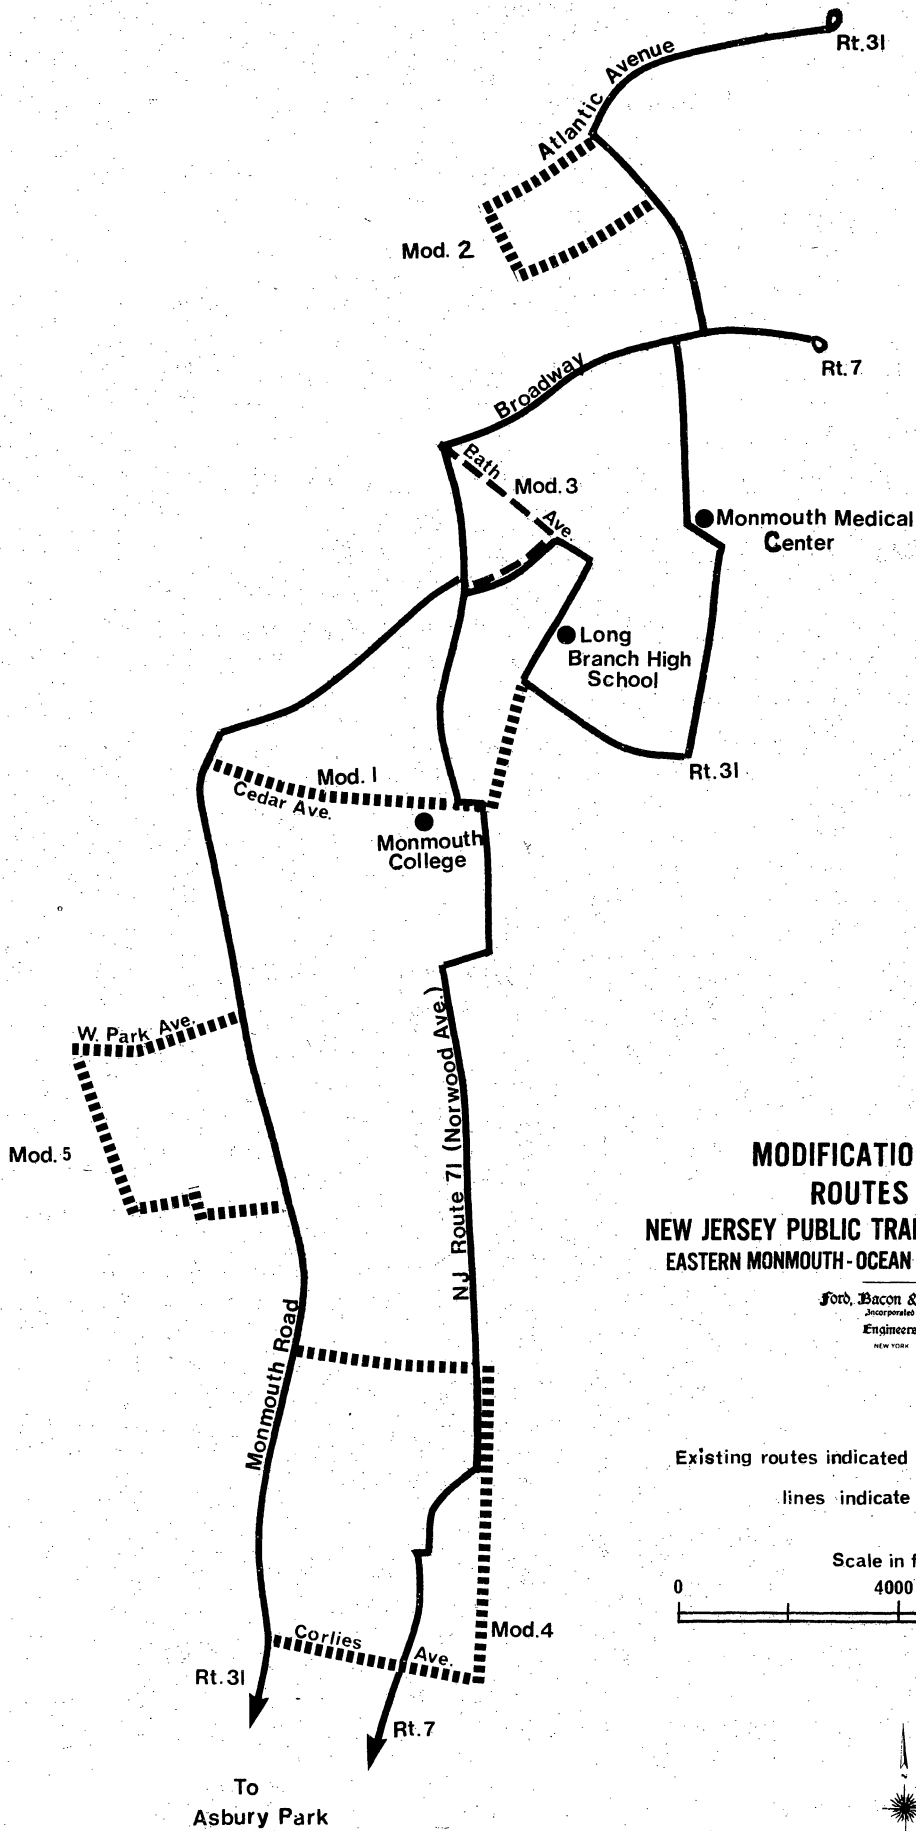 Rt.31
Atlantic Avenue
Mod. 2
Rt.7
Broadway
Bath Ave.
Mod.3
Monmouth Medical
Center
Long
Branch High
School
Rt.31
Mod. 1
Cedar Ave.
Monmouth
College
W. Park Ave.
NJ Route 71 (Norwood Ave.)
Mod. 5
MODIFICATIO
ROUTES
NEW JERSEY PUBLIC TRA
EASTERN MONMOUTH-OCEAN
Ford, Bacon &
Incorporated
Engineers
NEW YORK
Monmouth Road
Existing routes indicated
lines indicate
Scale in f
0 4000
Mod.4
Corlies Ave.
Rt.31
Rt.7
To
Asbury Park